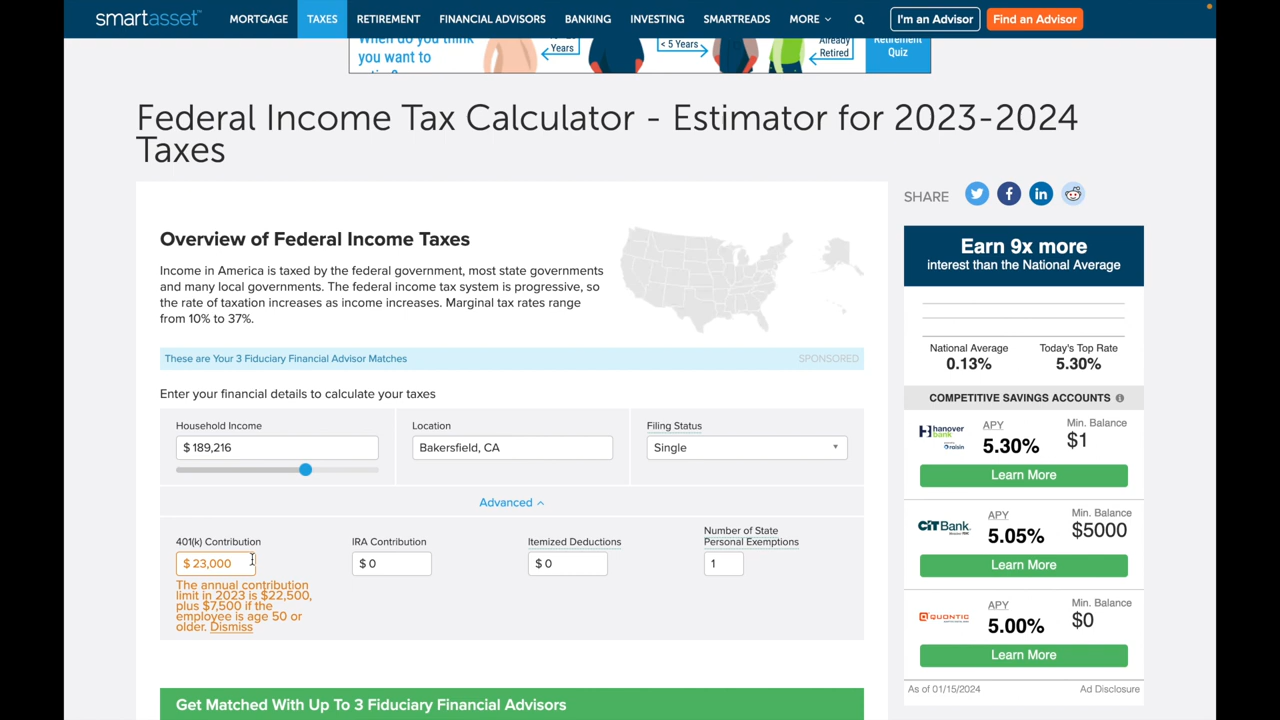 smartasset™
MORTGAGE
TAXES
RETIREMENT
FINANCIAL ADVISORS
BANKING
INVESTING
SMARTREADS
MORE
I'm an Advisor
Find an Advisor
you want to
Years
< 5 Years
Already
Retired
Retirement
Quiz
Federal Income Tax Calculator - Estimator for 2023-2024
Taxes
SHARE
Overview of Federal Income Taxes
Income in America is taxed by the federal government, most state governments
and many local governments. The federal income tax system is progressive, so
the rate of taxation increases as income increases. Marginal tax rates range
from 10% to 37%.
These are Your 3 Fiduciary Financial Advisor Matches
SPONSORED
Enter your financial details to calculate your taxes
Household Income
$ 189,216
Location
Bakersfield, CA
Filing Status
Single
Advanced
401(k) Contribution
$ 23,000
The annual contribution
limit in 2023 is $22,500,
plus $7,500 if the
employee is age 50 or
older. Dismiss
IRA Contribution
$ 0
Itemized Deductions
$ 0
Number of State
Personal Exemptions
1
Get Matched With Up To 3 Fiduciary Financial Advisors
Earn 9x more
interest than the National Average
National Average
0.13%
Today's Top Rate
5.30%
COMPETITIVE SAVINGS ACCOUNTS
hanover
bank
raisin
APY
5.30%
Min. Balance
$1
Learn More
CIT BANK
APY
5.05%
Min. Balance
$5000
Learn More
QUONTIC
APY
5.00%
Min. Balance
$0
Learn More
As of 01/15/2024
Ad Disclosure